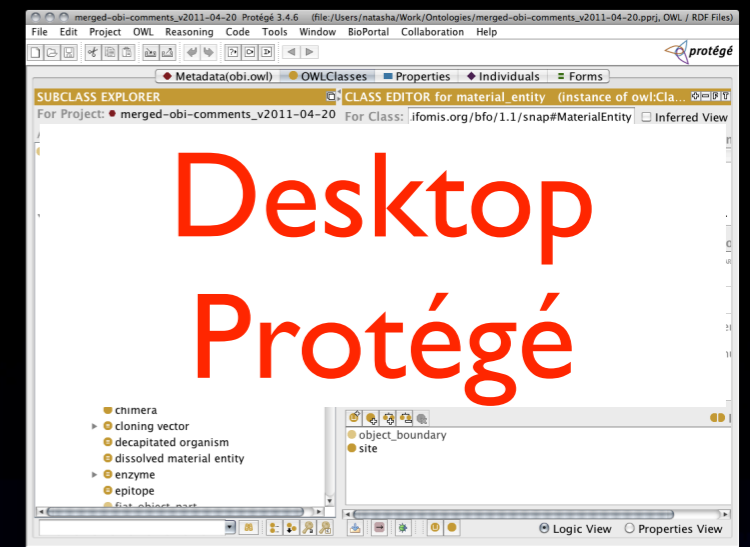 merged-obi-comments_v2011-04-20 Protégé 3.4.6 (file:/Users/natasha/Work/Ontologies/merged-obi-comments_v2011-04-20.pprj, OWL / RDF Files)
File Edit Project OWL Reasoning Code Tools Window BioPortal Collaboration Help
protégé
Metadata(obi.owl) OWLClasses Properties Individuals Forms
SUBCLASS EXPLORER
CLASS EDITOR for material_entity (instance of owl:Cla...
For Project: merged-obi-comments_v2011-04-20
For Class: .ifomis.org/bfo/1.1/snap#MaterialEntity Inferred View
Desktop
Protégé
chimera
cloning vector
decapitated organism
dissolved material entity
enzyme
epitope
fiat_object_part
object_boundary
site
Logic View Properties View